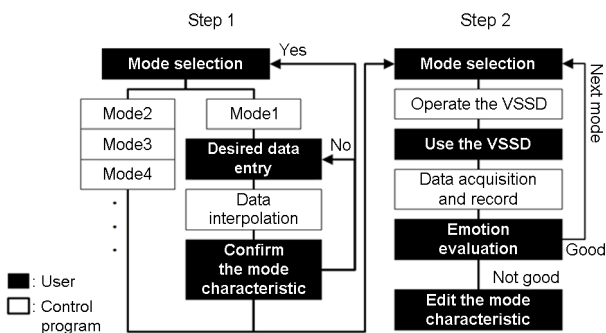 Step 1
Yes
Mode selection
Mode2
Mode3
Mode4
Mode1
No
Desired data
entry
Data
interpolation
Confirm
the mode
characteristic
: User
: Control
program
Step 2
Mode selection
Operate the VSSD
Use the VSSD
Data acquisition
and record
Emotion
evaluation
Next mode
Good
Not good
Edit the mode
characteristic